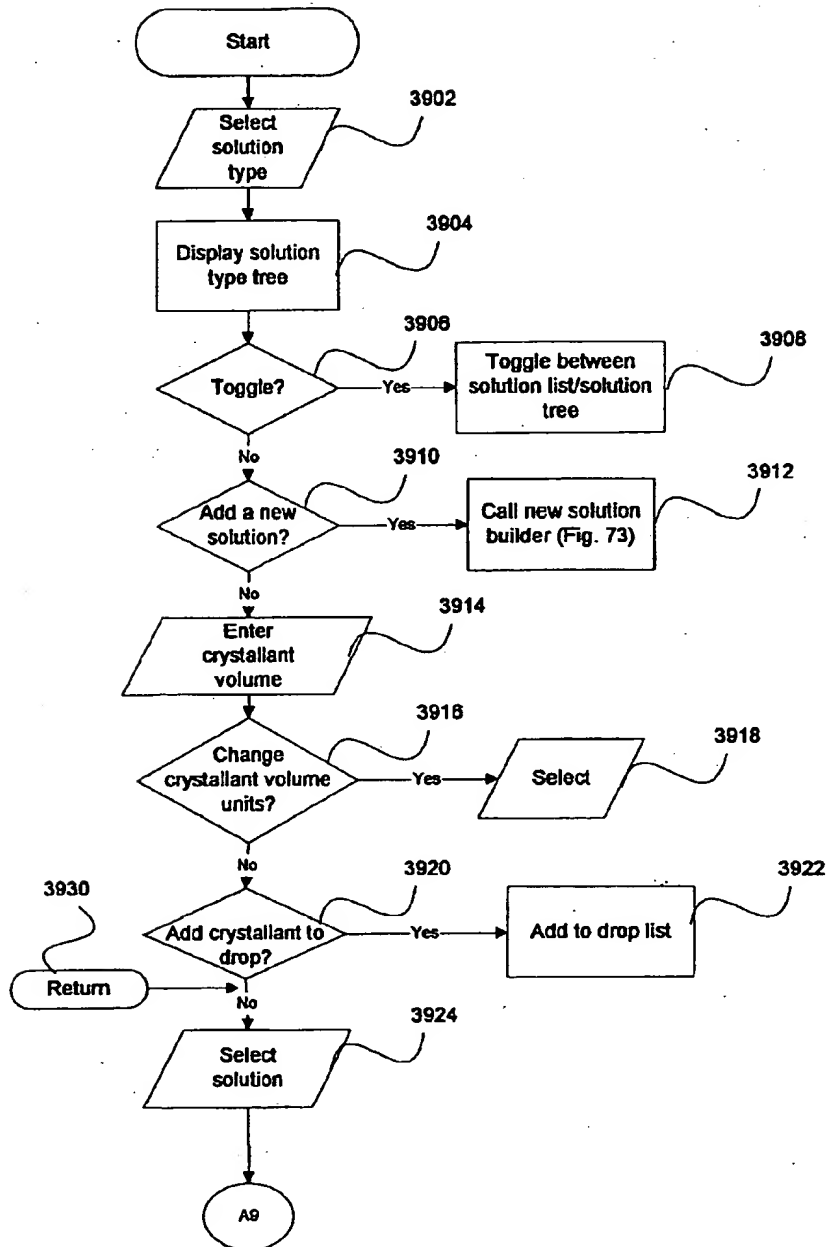 Start
3902
Select
solution
type
3904
Display solution
type tree
3906
Toggle?
Yes
3908
Toggle between
solution list/solution
tree
No
3910
Add a new
solution?
Yes
3912
Call new solution
builder (Fig. 73)
No
3914
Enter
crystallant
volume
3916
Change
crystallant volume
units?
Yes
3918
Select
No
3920
Add crystallant to
drop?
Yes
3922
Add to drop list
3930
Return
No
3924
Select
solution
A9